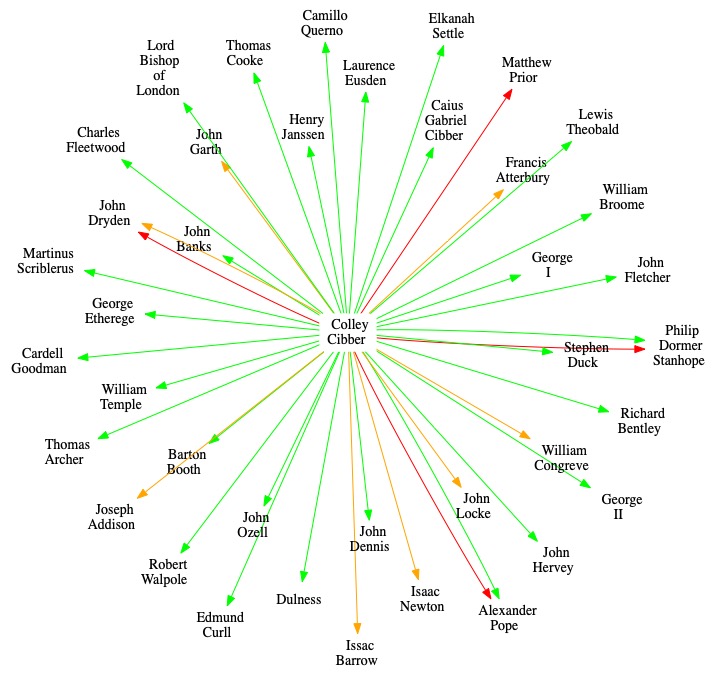 Camillo
Querno
Elkanah
Settle
Lord
Bishop
of
London
Thomas
Cooke
Laurence
Eusden
Matthew
Prior
Charles
Fleetwood
John
Garth
Henry
Janssen
Caius
Gabriel
Cibber
Lewis
Theobald
Francis
Atterbury
William
Broome
John
Dryden
John
Banks
Martinus
Scriblerus
George
I
John
Fletcher
George
Etherege
Colley
Cibber
Philip
Dormer
Stanhope
Stephen
Duck
Cardell
Goodman
William
Temple
Richard
Bentley
Thomas
Archer
Barton
Booth
William
Congreve
Joseph
Addison
John
Ozell
John
Dennis
John
Locke
George
II
Robert
Walpole
John
Hervey
Edmund
Curll
Dulness
Isaac
Newton
Alexander
Pope
Issac
Barrow